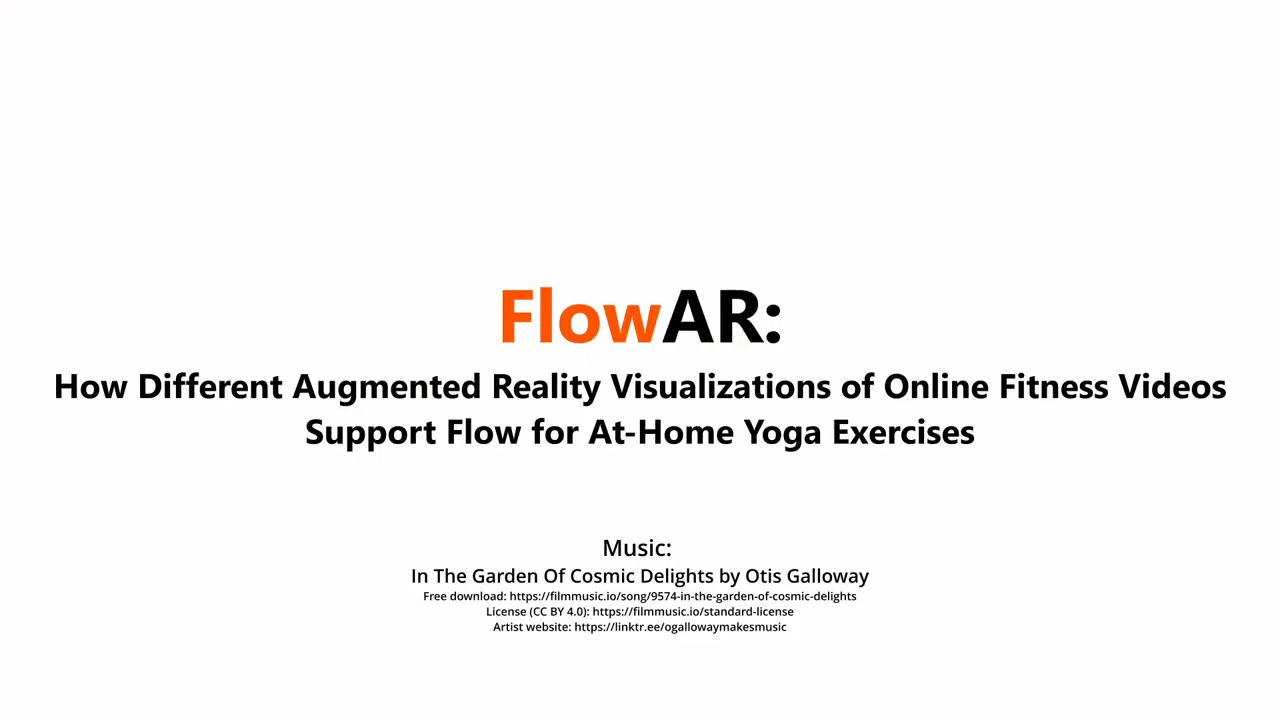 FlowAR:
How Different Augmented Reality Visualizations of Online Fitness Videos
Support Flow for At-Home Yoga Exercises
Music:
In The Garden Of Cosmic Delights by Otis Galloway
Free download: https://filmmusic.io/song/9574-in-the-garden-of-cosmic-delights
License (CC BY 4.0): https://filmmusic.io/standard-license
Artist website: https://linktr.ee/ogallowaymakesmusic